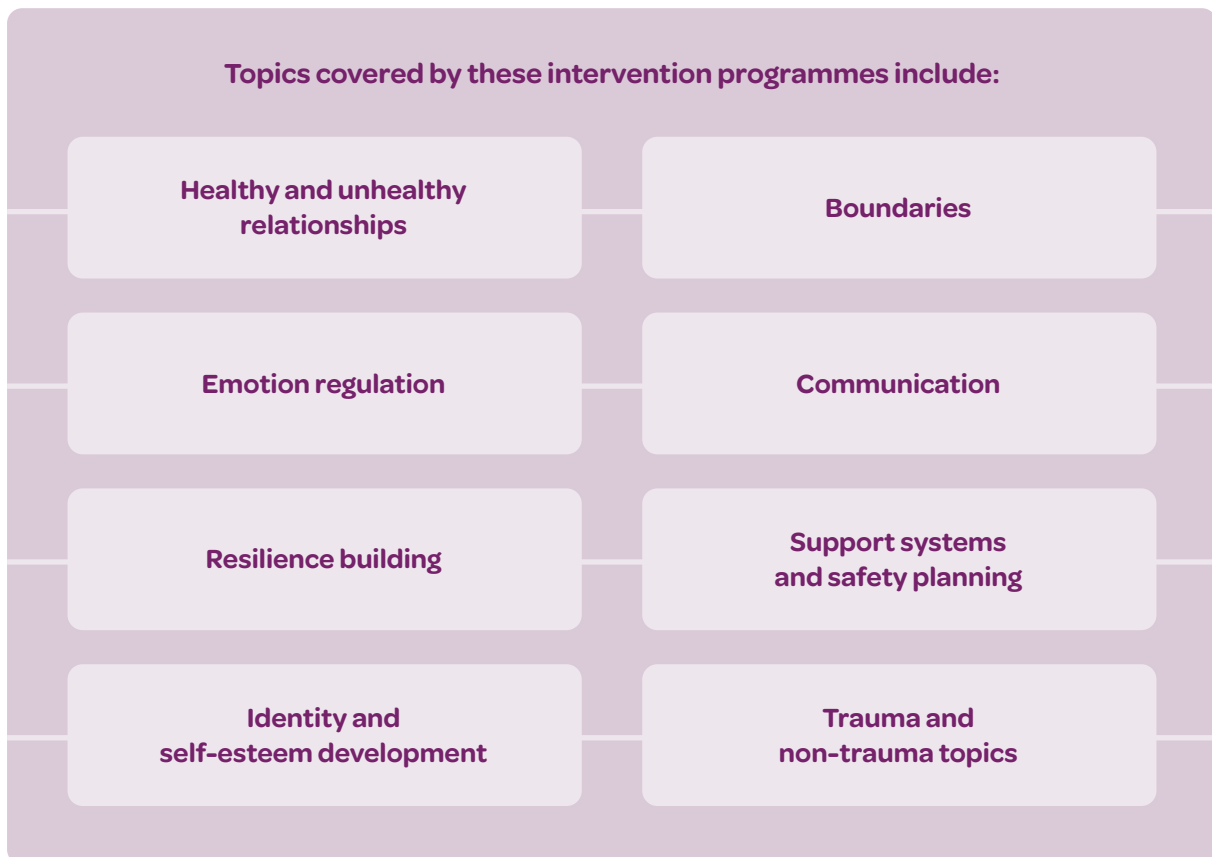 Topics covered by these intervention programmes include:
Healthy and unhealthy
relationships
Boundaries
Emotion regulation
Communication
Resilience building
Support systems
and safety planning
Identity and
self-esteem development
Trauma and
non-trauma topics